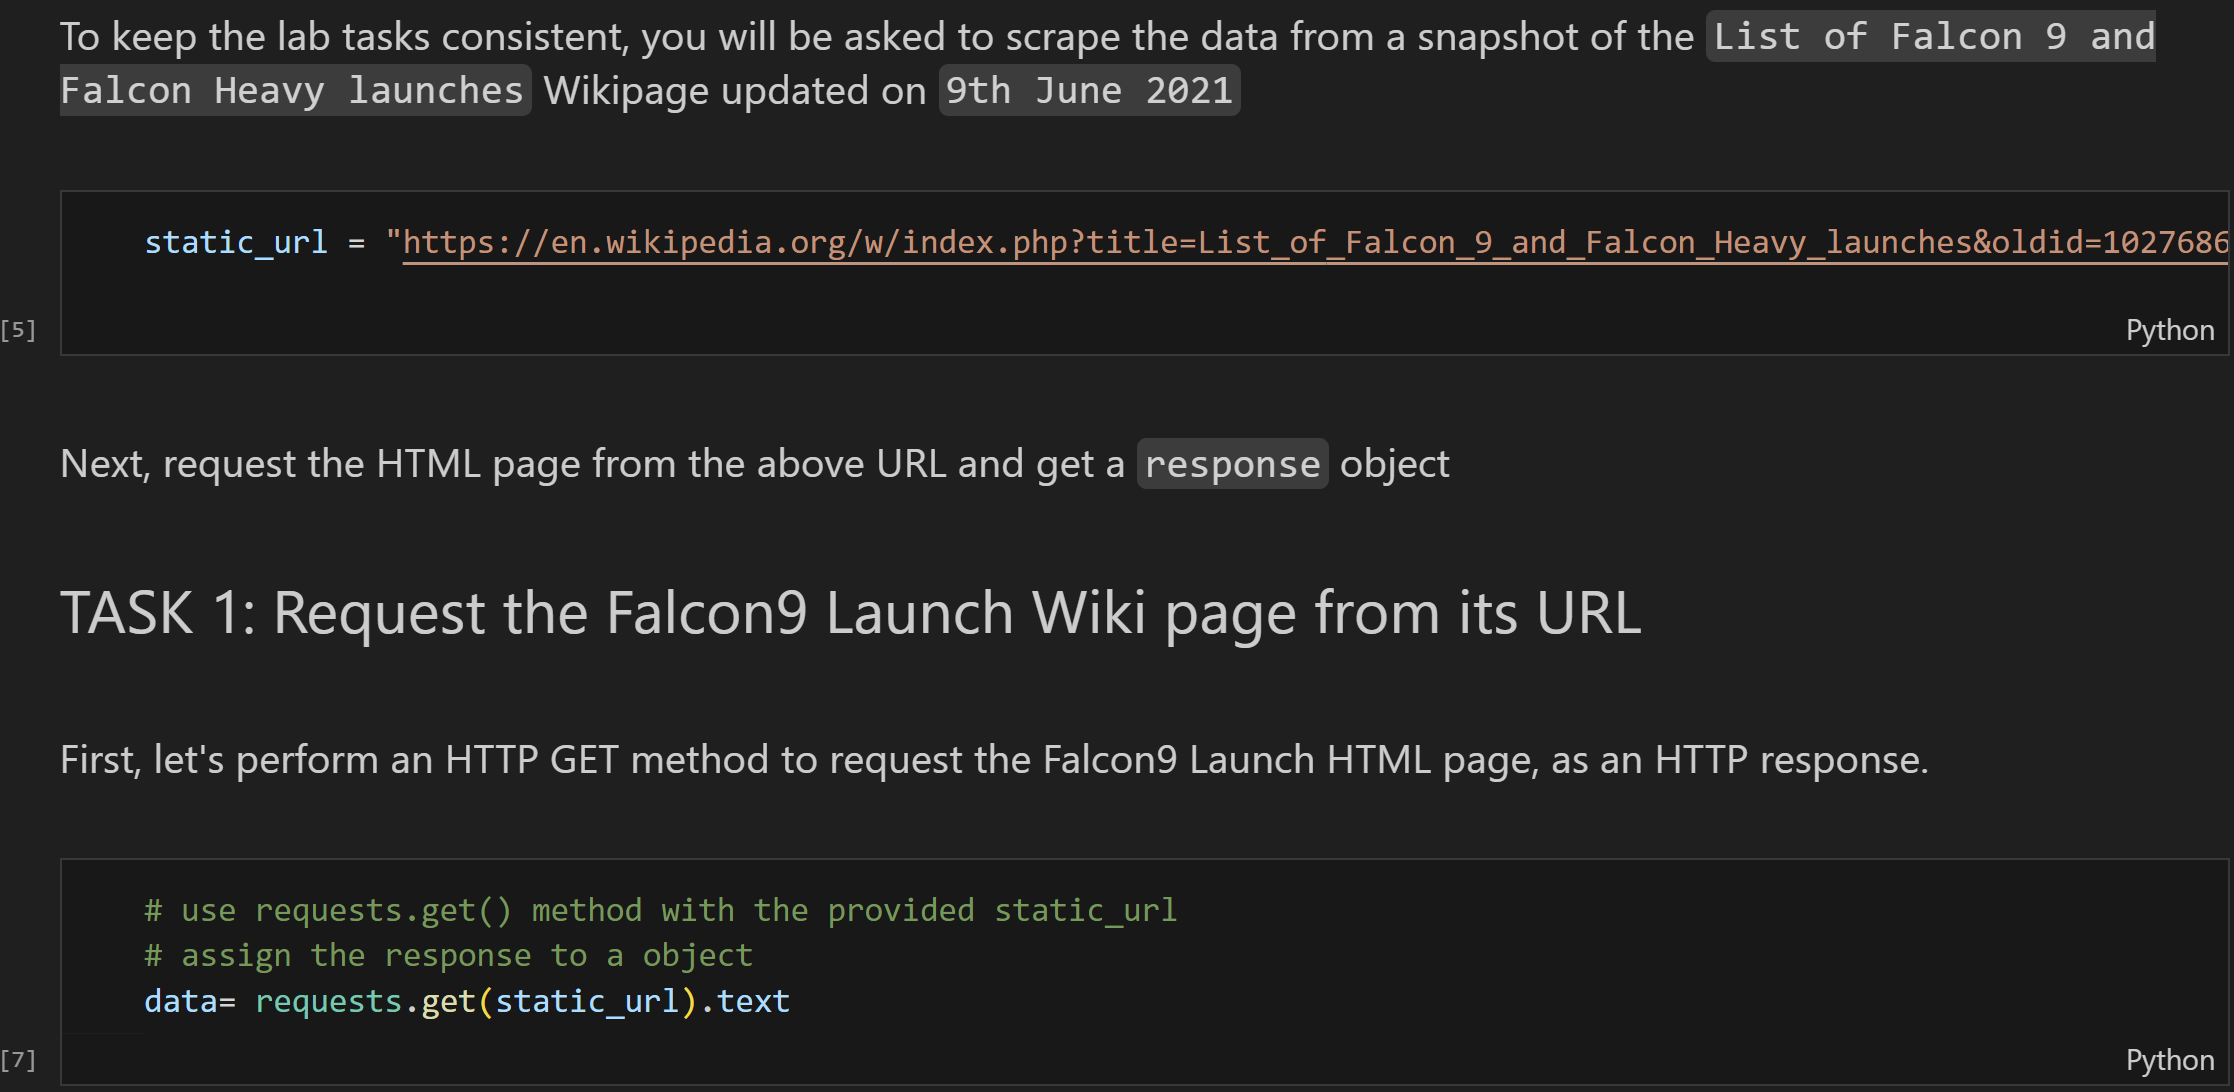 To keep the lab tasks consistent, you will be asked to scrape the data from a snapshot of the List of Falcon 9 and
Falcon Heavy launches Wikipage updated on 9th June 2021
static_url = "https://en.wikipedia.org/w/index.php?title=List_of_Falcon_9_and_Falcon_Heavy_launches&oldid=1027686
[5]
Python
Next, request the HTML page from the above URL and get a response object
TASK 1: Request the Falcon9 Launch Wiki page from its URL
First, let's perform an HTTP GET method to request the Falcon9 Launch HTML page, as an HTTP response.
# use requests.get() method with the provided static_url
# assign the response to a object
data= requests.get(static_url).text
[7]
Python